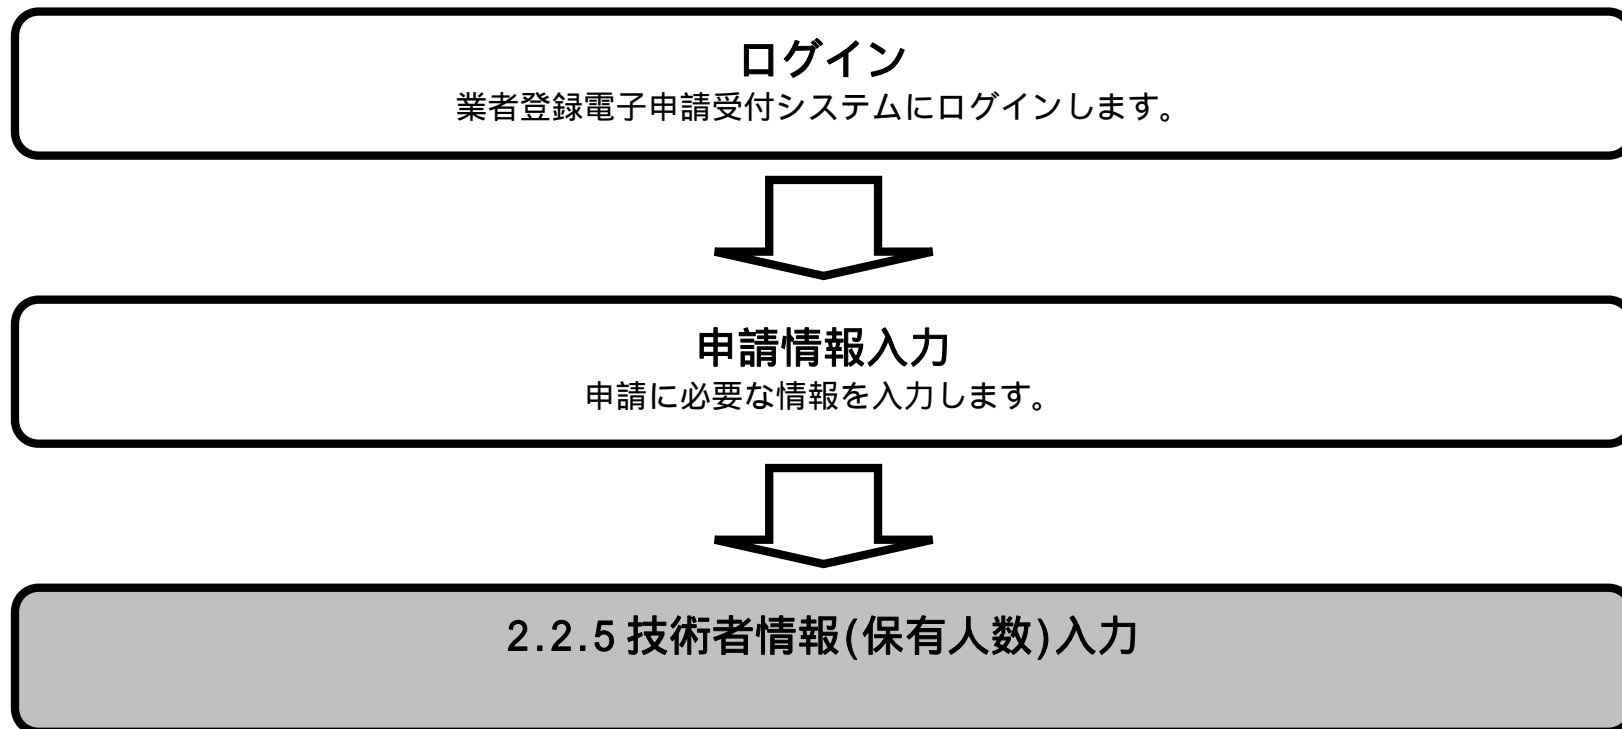 ログイン
業者登録電子申請受付システムにログインします。
申請情報入力
申請に必要な情報を入力します。
2.2.5 技術者情報(保有人数)入力